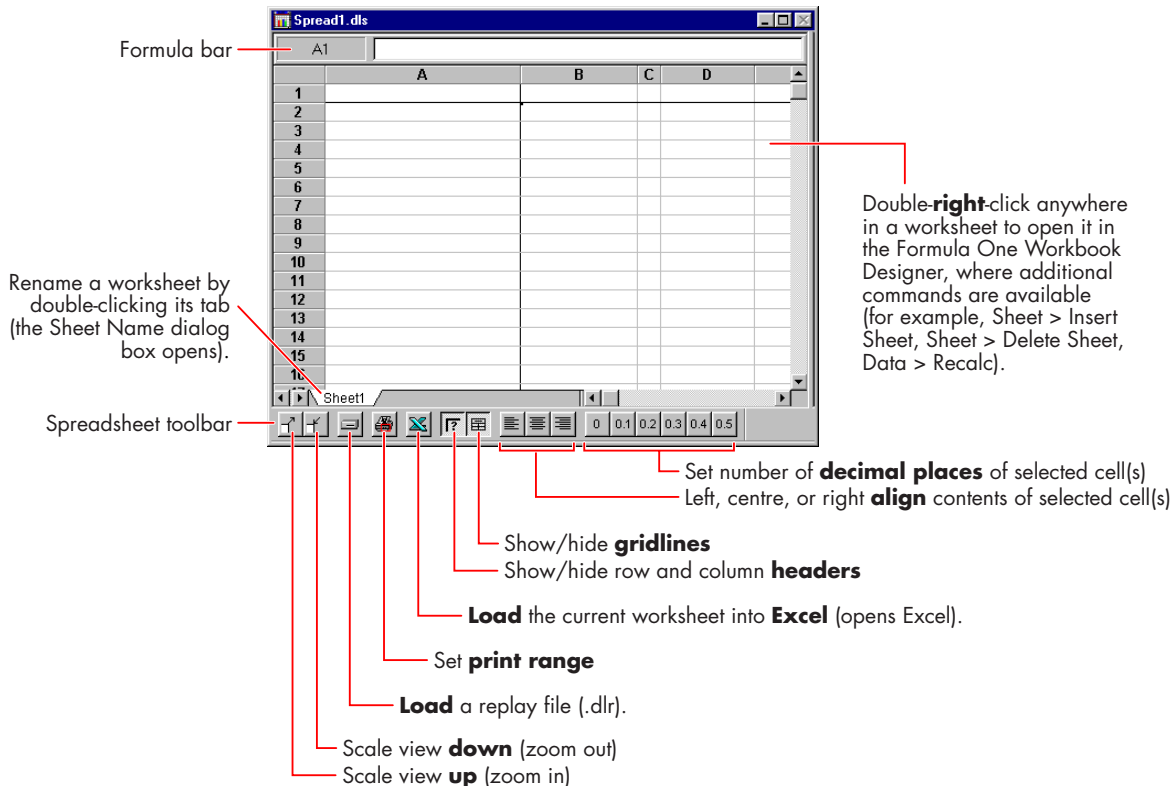 Spread1.dls
Formula bar
A1
A B C D
1
2
3
4
5
6
7
8
9
10
11
12
13
14
15
16
Sheet1
Double-right-click anywhere
in a worksheet to open it in
the Formula One Workbook
Designer, where additional
commands are available
(for example, Sheet > Insert
Sheet, Sheet > Delete Sheet,
Data > Recalc).
Rename a worksheet by
double-clicking its tab
(the Sheet Name dialog
box opens).
Spreadsheet toolbar
? 0 0.1 0.2 0.3 0.4 0.5
Set number of decimal places of selected cell(s)
Left, centre, or right align contents of selected cell(s)
Show/hide gridlines
Show/hide row and column headers
Load the current worksheet into Excel (opens Excel).
Set print range
Load a replay file (.dlr).
Scale view down (zoom out)
Scale view up (zoom in)